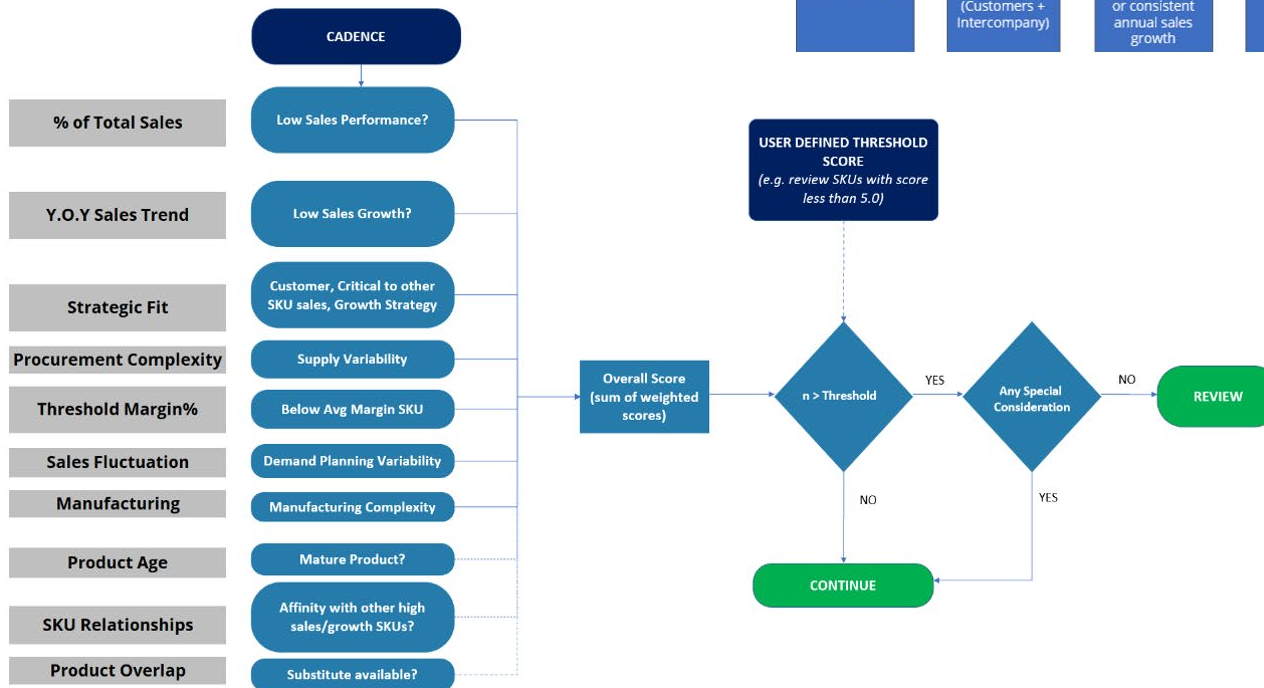 (Customers +
Intercompany)
or consistent
annual sales
growth
CADENCE
% of Total Sales
Low Sales Performance?
Y.O.Y Sales Trend
Low Sales Growth?
Strategic Fit
Customer, Critical to other
SKU sales, Growth Strategy
Procurement Complexity
Supply Variability
Threshold Margin%
Below Avg Margin SKU
Sales Fluctuation
Demand Planning Variability
Manufacturing
Manufacturing Complexity
Product Age
Mature Product?
SKU Relationships
Affinity with other high
sales/growth SKUs?
Product Overlap
Substitute available?
Overall Score
(sum of weighted
scores)
USER DEFINED THRESHOLD
SCORE
(e.g. review SKUs with score
less than 5.0)
n > Threshold
YES
Any Special
Consideration
NO
REVIEW
NO
YES
CONTINUE